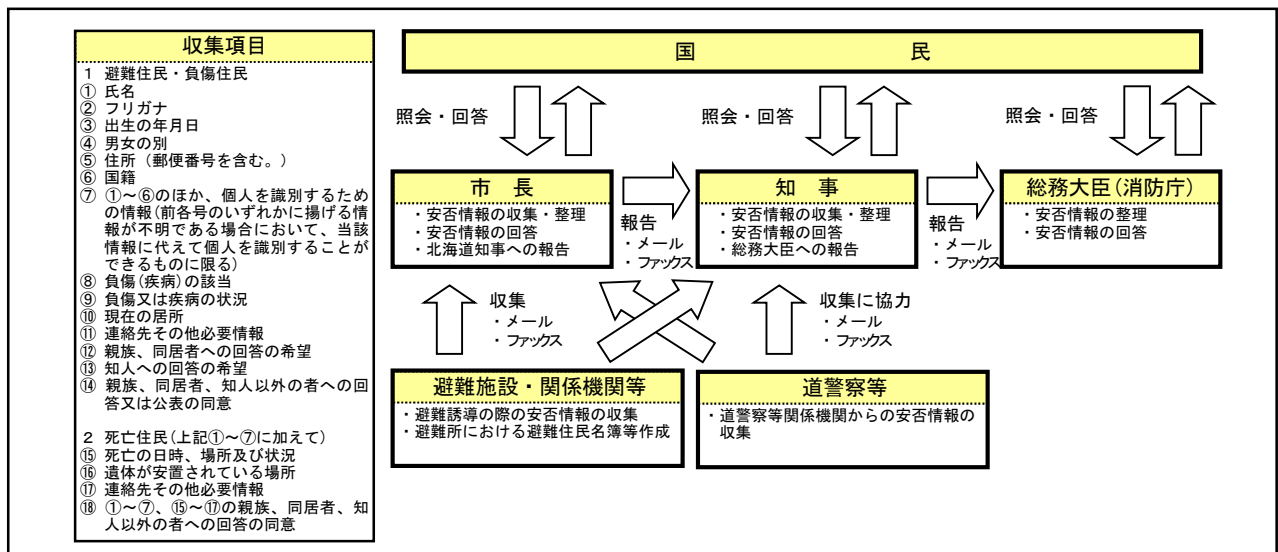 収集項目
1 避難住民・負傷住民
① 氏名
② フリガナ
③ 出生の年月日
④ 男女の別
⑤ 住所（郵便番号を含む。）
⑥ 国籍
⑦ ①～⑥のほか、個人を識別するため
の情報(前各号のいずれかに揚げる情
報が不明である場合において、当該
情報に代えて個人を識別することが
できるものに限る)
⑧ 負傷(疾病)の該当
⑨ 負傷又は疾病の状況
⑩ 現在の居所
⑪ 連絡先その他必要情報
⑫ 親族、同居者への回答の希望
⑬ 知人への回答の希望
⑭ 親族、同居者、知人以外の者への回
答又は公表の同意
2 死亡住民(上記①～⑦に加えて)
⑮ 死亡の日時、場所及び状況
⑯ 遺体が安置されている場所
⑰ 連絡先その他必要情報
⑱ ①～⑦、⑮～⑰の親族、同居者、知
人以外の者への回答の同意
国 民
照会・回答
照会・回答
照会・回答
市 長
・安否情報の収集・整理
・安否情報の回答
・北海道知事への報告
報告
・メール
・ファックス
知 事
・安否情報の収集・整理
・安否情報の回答
・総務大臣への報告
報告
・メール
・ファックス
総務大臣(消防庁)
・安否情報の整理
・安否情報の回答
収集
・メール
・ファックス
収集に協力
・メール
・ファックス
避難施設・関係機関等
・避難誘導の際の安否情報の収集
・避難所における避難住民名簿等作成
道警察等
・道警察等関係機関からの安否情報の
収集